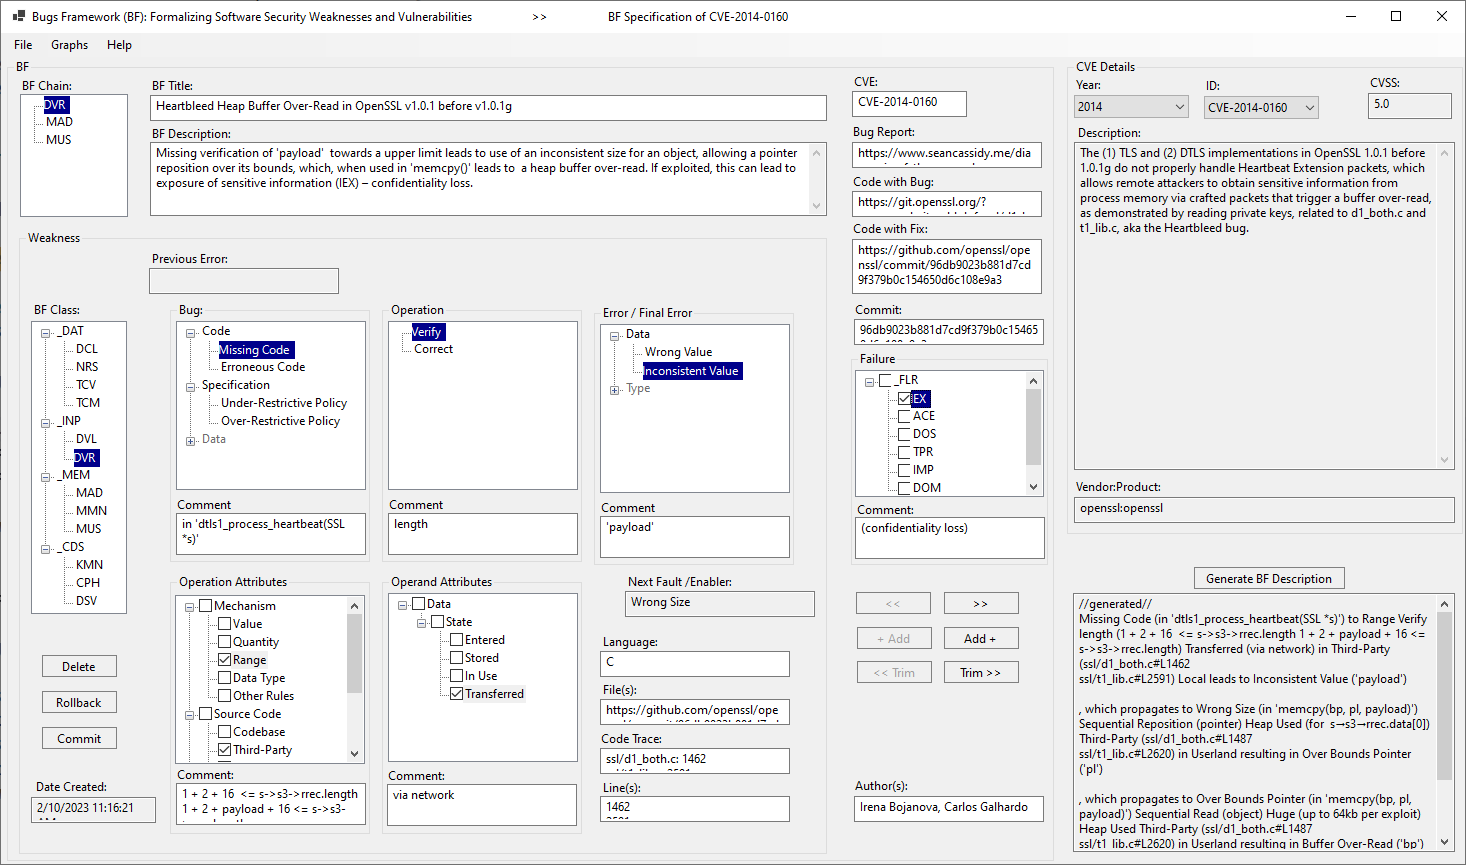 Bugs Framework (BF): Formalizing Software Security Weaknesses and Vulnerabilities >> BF Specification of CVE-2014-0160
File Graphs Help
BF
BF Chain:
DVR
MAD
MUS
BF Title:
Heartbleed Heap Buffer Over-Read in OpenSSL v1.0.1 before v1.0.1g
BF Description:
Missing verification of 'payload' towards a upper limit leads to use of an inconsistent size for an object, allowing a pointer
reposition over its bounds, which, when used in 'memcpy()' leads to a heap buffer over-read. If exploited, this can lead to
exposure of sensitive information (IEX) – confidentiality loss.
Weakness
Previous Error:
BF Class:
_DAT
DCL
NRS
TCV
TCM
_INP
DVL
DVR
_MEM
MAD
MMN
MUS
_CDS
KMN
CPH
DSV
Delete
Rollback
Commit
Date Created:
2/10/2023 11:16:21
Bug:
Code
Missing Code
Erroneous Code
Specification
Under-Restrictive Policy
Over-Restrictive Policy
Data
Comment
in 'dtls1_process_heartbeat(SSL
*s)'
Operation
Verify
Correct
Comment
length
Error / Final Error
Data
Wrong Value
Inconsistent Value
Type
Comment
'payload'
Operation Attributes
Mechanism
Value
Quantity
Range
Data Type
Other Rules
Source Code
Codebase
Third-Party
Comment:
1 + 2 + 16 <= s->s3->rrec.length
1 + 2 + payload + 16 <= s->s3-
Operand Attributes
Data
State
Entered
Stored
In Use
Transferred
Comment:
via network
Next Fault /Enabler:
Wrong Size
Language:
C
File(s):
https://github.com/openssl/ope
Code Trace:
ssl/d1_both.c: 1462
Line(s):
1462
CVE:
CVE-2014-0160
Bug Report:
https://www.seancassidy.me/dia
Code with Bug:
https://git.openssl.org/?
Code with Fix:
https://github.com/openssl/ope
nssl/commit/96db9023b881d7cd
9f379b0c154650d6c108e9a3
Commit:
96db9023b881d7cd9f379b0c15465
Failure
_FLR
IEX
ACE
DOS
TPR
IMP
DOM
Comment:
(confidentiality loss)
<< >>
+ Add Add +
<< Trim Trim >>
Author(s):
Irena Bojanova, Carlos Galhardo
CVE Details
Year:
2014
ID:
CVE-2014-0160
CVSS:
5.0
Description:
The (1) TLS and (2) DTLS implementations in OpenSSL 1.0.1 before
1.0.1g do not properly handle Heartbeat Extension packets, which
allows remote attackers to obtain sensitive information from
process memory via crafted packets that trigger a buffer over-read,
as demonstrated by reading private keys, related to d1_both.c and
t1_lib.c, aka the Heartbleed bug.
Vendor:Product:
openssl:openssl
Generate BF Description
//generated//
Missing Code (in 'dtls1_process_heartbeat(SSL *s)') to Range Verify
length (1 + 2 + 16 <= s->s3->rrec.length 1 + 2 + payload + 16 <=
s->s3->rrec.length) Transferred (via network) in Third-Party
(ssl/d1_both.c#L1462
ssl/t1_lib.c#L2591) Local leads to Inconsistent Value ('payload')
, which propagates to Wrong Size (in 'memcpy(bp, pl, payload)')
Sequential Reposition (pointer) Heap Used (for s→s3→rrec.data[0])
Third-Party (ssl/d1_both.c#L1487
ssl/t1_lib.c#L2620) in Userland resulting in Over Bounds Pointer
('pl')
, which propagates to Over Bounds Pointer (in 'memcpy(bp, pl,
payload)') Sequential Read (object) Huge (up to 64kb per exploit)
Heap Used Third-Party (ssl/d1_both.c#L1487
ssl/t1_lib.c#L2620) in Userland resulting in Buffer Over-Read ('bp')